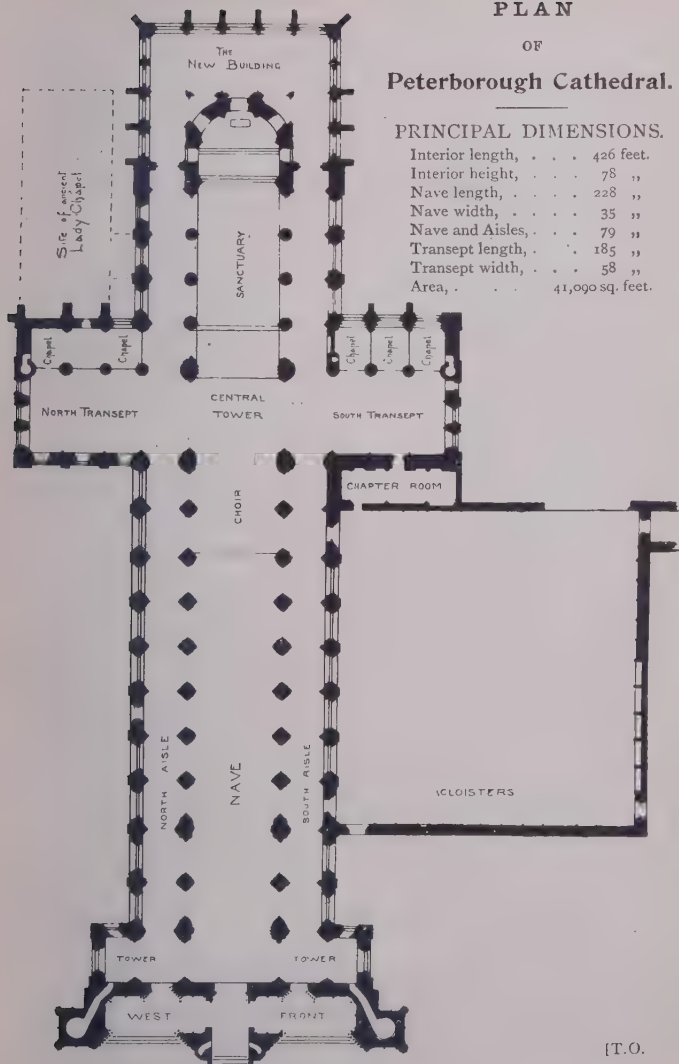 PLAN
OF
Peterborough Cathedral.
PRINCIPAL DIMENSIONS.
Interior length, . . . 426 feet.
Interior height, . . . 78 „
Nave length, . . . . 228 „
Nave width, . . . . 35 „
Nave and Aisles, . . . 79 „
Transept length, . . . 185 „
Transept width, . . . 58 „
Area, . . . 41,090 sq. feet.
THE
NEW BUILDING
Site of ancient
Lady Chapel
SANCTUARY
Chapel
Chapel
Chapel
Chapel
Chapel
NORTH TRANSEPT
CENTRAL
TOWER
SOUTH TRANSEPT
CHOIR
CHAPTER ROOM
NORTH AISLE
NAVE
SOUTH AISLE
CLOISTERS
TOWER
TOWER
WEST
FRONT
[T.O.